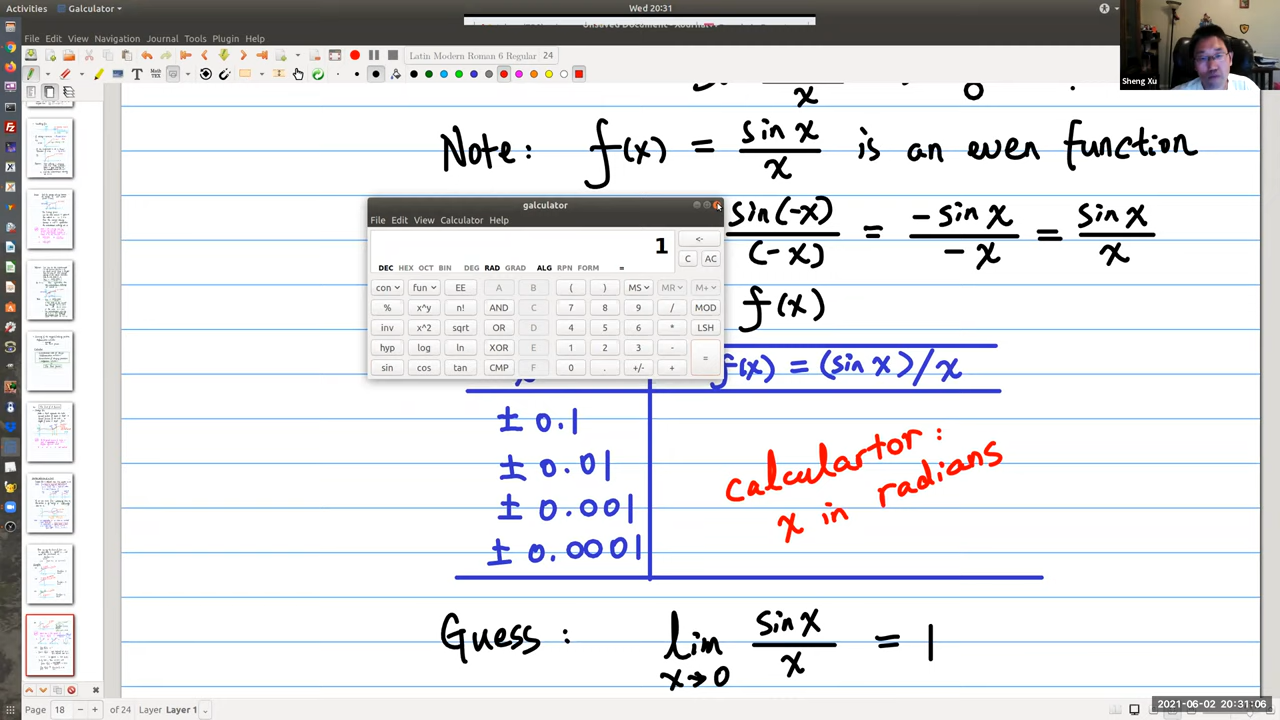 Activities
Galculator
Wed 20:31
Unsaved Document - Xournal
Sheng Xu
File Edit View Navigation Journal Tools Plugin Help
Latin Modern Roman 6 Regular 24
x
Note: f(x) = sin x / x is an even function
galculator
File Edit View Calculator Help
1
<-
DEC HEX OCT BIN DEG RAD GRAD ALG RPN FORM =
C AC
con fun EE A B ( ) MS MR M+
% x^y n! AND C 7 8 9 / MOD
inv x^2 sqrt OR D 4 5 6 * LSH
hyp log ln XOR E 1 2 3 - =
sin cos tan CMP F 0 . +/- +
sin(-x) / (-x) = -sin x / -x = sin x / x
f(x)
f(x) = (sin x)/x
± 0.1
± 0.01
± 0.001
± 0.0001
calculartor:
x in radians
Guess: lim x→0 sin x / x = 1
Page 18 of 24 Layer Layer 1
2021-06-02 20:31:06